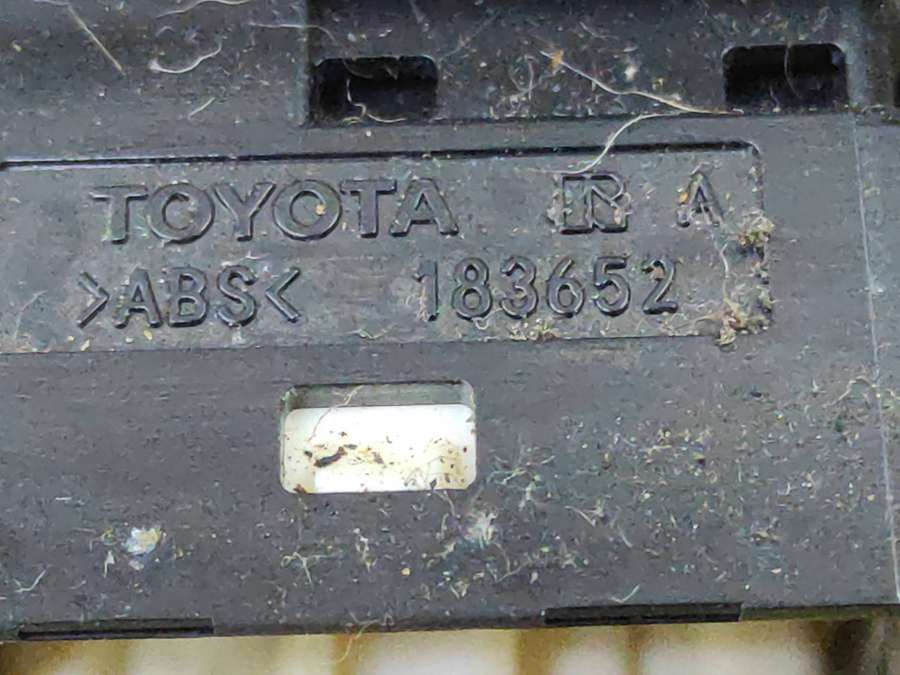 TOYOTA R A
>ABS< 183652